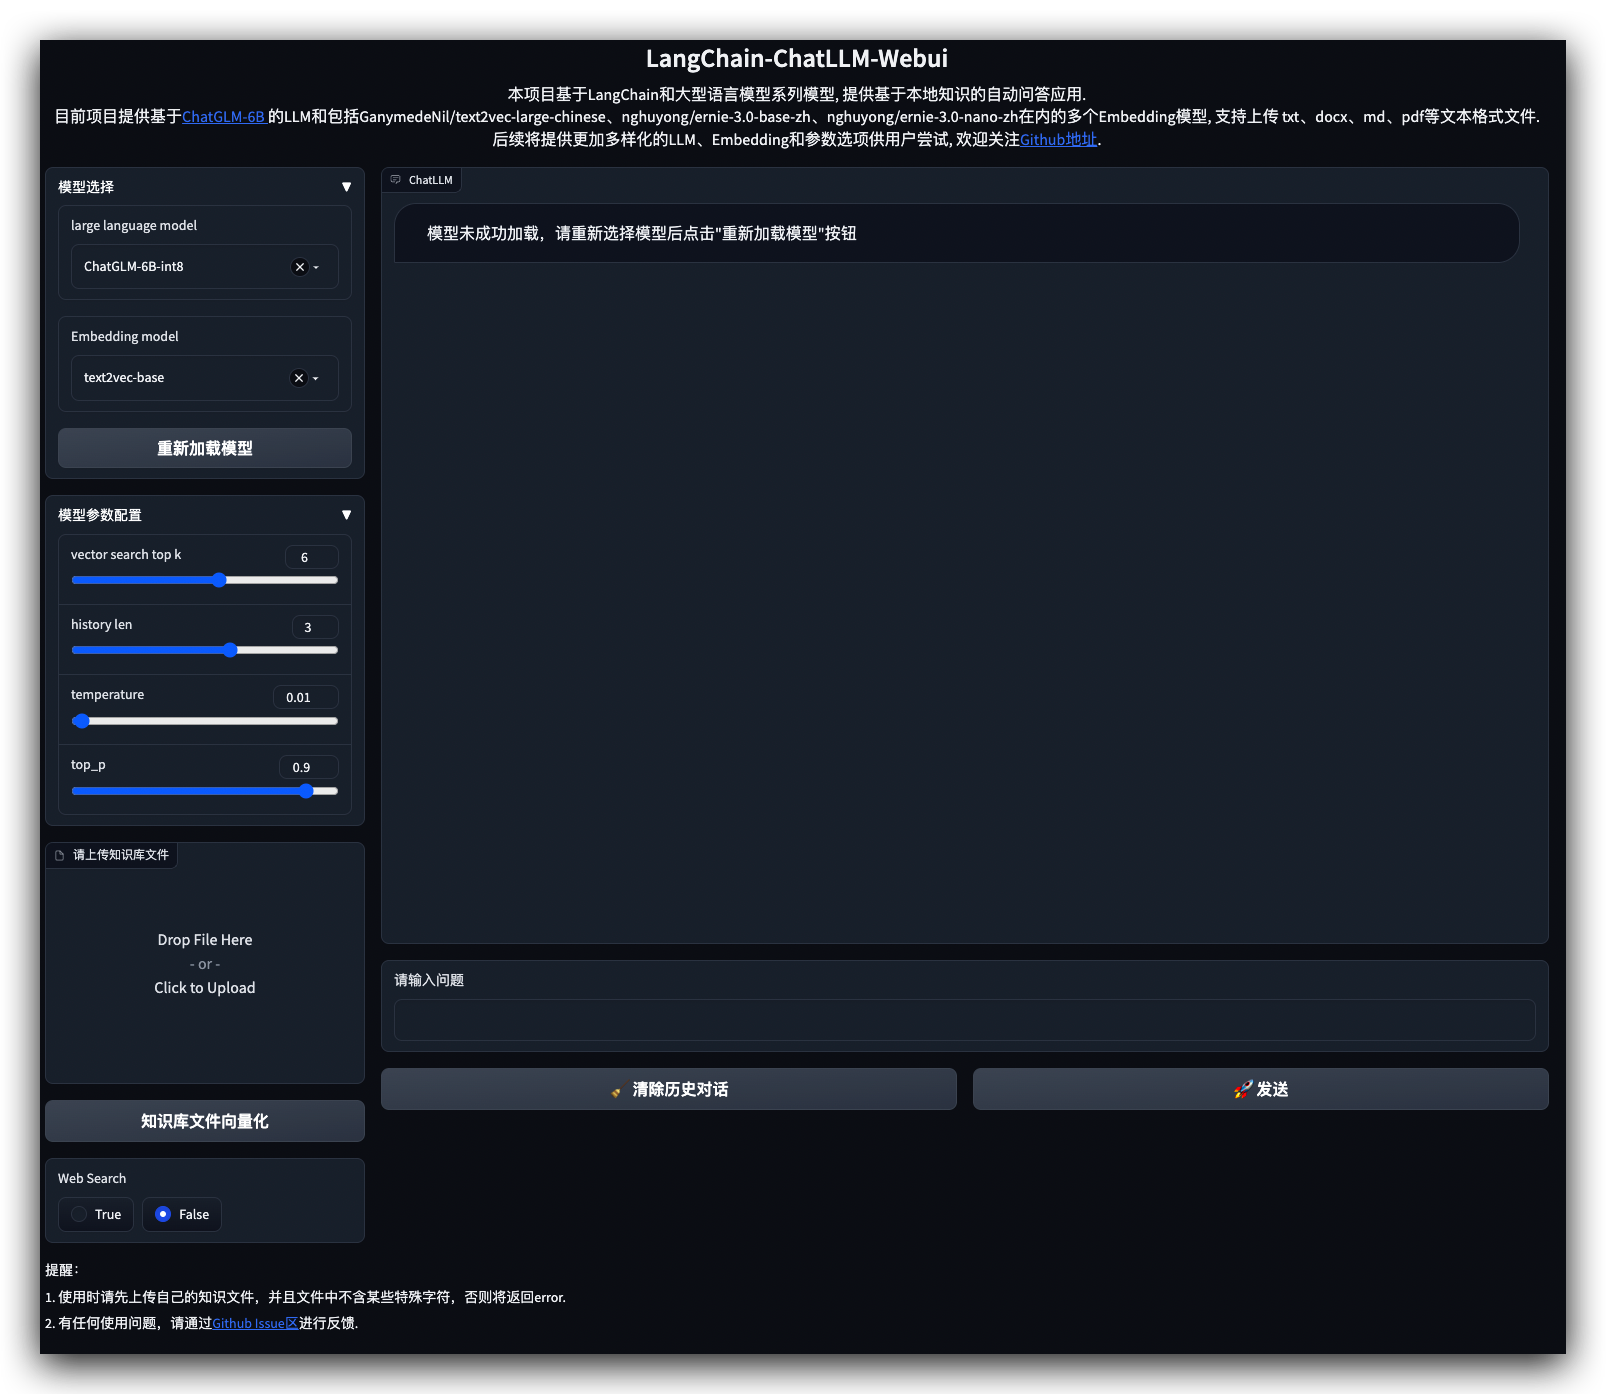 LangChain-ChatLLM-Webui
本项目基于LangChain和大型语言模型系列模型, 提供基于本地知识的自动问答应用.
目前项目提供基于ChatGLM-6B 的LLM和包括GanymedeNil/text2vec-large-chinese、nghuyong/ernie-3.0-base-zh、nghuyong/ernie-3.0-nano-zh在内的多个Embedding模型, 支持上传 txt、docx、md、pdf等文本格式文件.
后续将提供更加多样化的LLM、Embedding和参数选项供用户尝试, 欢迎关注Github地址.
模型选择 ▼
large language model
ChatGLM-6B-int8
Embedding model
text2vec-base
重新加载模型
模型参数配置 ▼
vector search top k 6
history len 3
temperature 0.01
top_p 0.9
请上传知识库文件
Drop File Here
- or -
Click to Upload
知识库文件向量化
Web Search
True False
ChatLLM
模型未成功加载，请重新选择模型后点击"重新加载模型"按钮
请输入问题
清除历史对话
🚀发送
提醒：
1. 使用时请先上传自己的知识文件，并且文件中不含某些特殊字符，否则将返回error.
2. 有任何使用问题，请通过Github Issue区进行反馈.